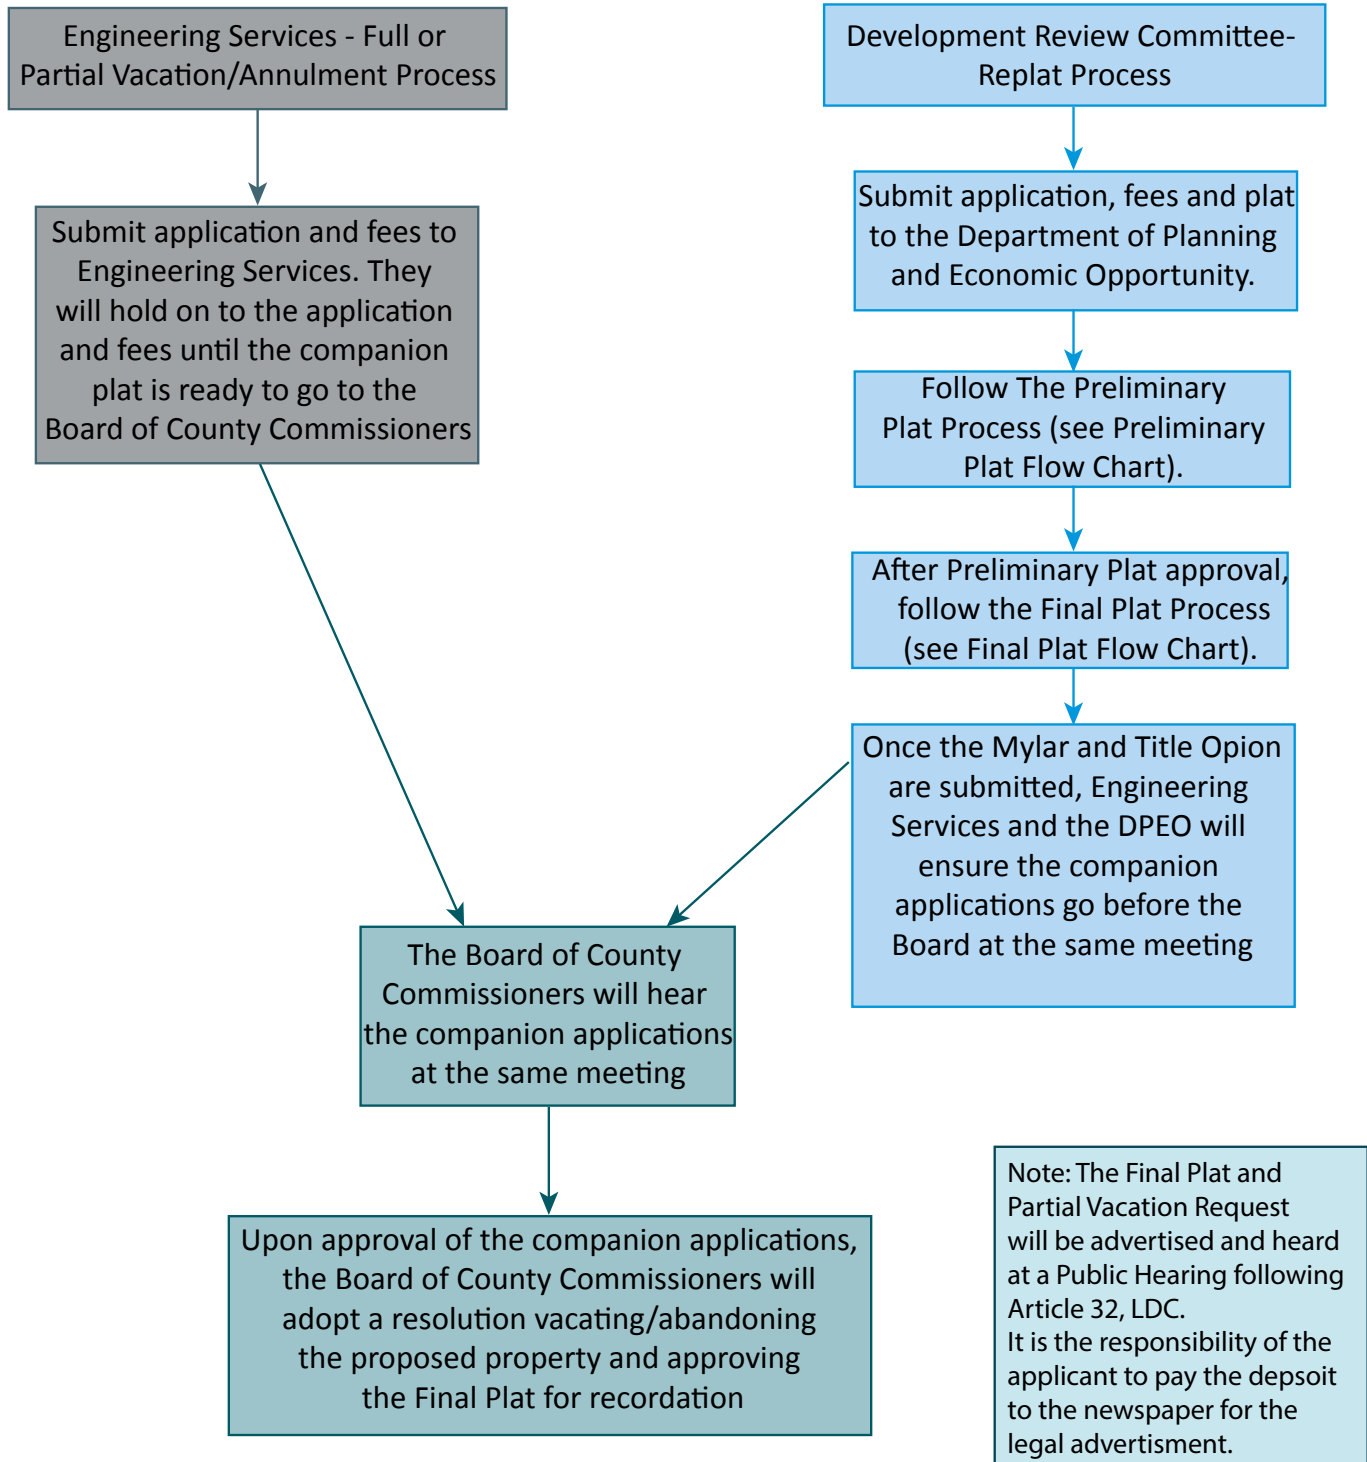 Engineering Services - Full or
Partial Vacation/Annulment Process
Submit application and fees to
Engineering Services. They
will hold on to the application
and fees until the companion
plat is ready to go to the
Board of County Commissioners
Development Review Committee-
Replat Process
Submit application, fees and plat
to the Department of Planning
and Economic Opportunity.
Follow The Preliminary
Plat Process (see Preliminary
Plat Flow Chart).
After Preliminary Plat approval,
follow the Final Plat Process
(see Final Plat Flow Chart).
Once the Mylar and Title Opion
are submitted, Engineering
Services and the DPEO will
ensure the companion
applications go before the
Board at the same meeting
The Board of County
Commissioners will hear
the companion applications
at the same meeting
Upon approval of the companion applications,
the Board of County Commissioners will
adopt a resolution vacating/abandoning
the proposed property and approving
the Final Plat for recordation
Note: The Final Plat and
Partial Vacation Request
will be advertised and heard
at a Public Hearing following
Article 32, LDC.
It is the responsibility of the
applicant to pay the depsoit
to the newspaper for the
legal advertisment.